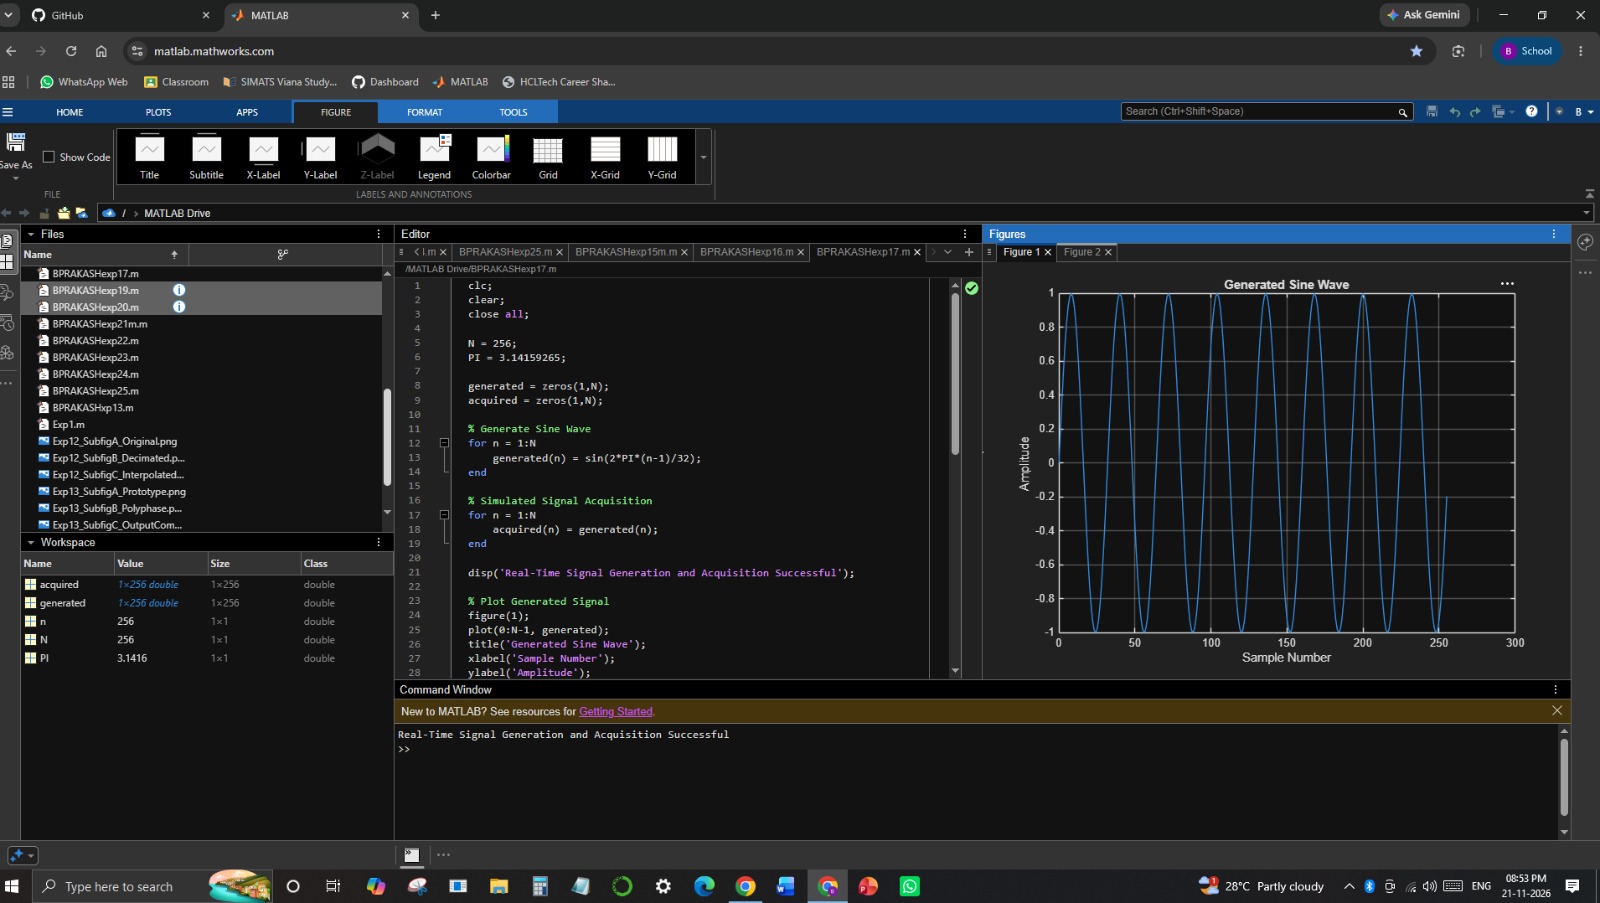 GitHub
MATLAB
Ask Gemini
matlab.mathworks.com
B School
WhatsApp Web
Classroom
SIMATS Viana Study...
Dashboard
MATLAB
HCLTech Career Sha...
HOME
PLOTS
APPS
FIGURE
FORMAT
TOOLS
Search (Ctrl+Shift+Space)
B
Save As
Show Code
Title
Subtitle
X-Label
Y-Label
Z-Label
Legend
Colorbar
Grid
X-Grid
Y-Grid
FILE
LABELS AND ANNOTATIONS
/ › MATLAB Drive
Files
Name
BPRAKASHexp17.m
BPRAKASHexp19.m
BPRAKASHexp20.m
BPRAKASHexp21m.m
BPRAKASHexp22.m
BPRAKASHexp23.m
BPRAKASHexp24.m
BPRAKASHexp25.m
BPRAKASHxp13.m
Exp1.m
Exp12_SubfigA_Original.png
Exp12_SubfigB_Decimated.p...
Exp12_SubfigC_Interpolated...
Exp13_SubfigA_Prototype.png
Exp13_SubfigB_Polyphase.p...
Exp13_SubfigC_OutputCom...
Workspace
Name Value Size Class
acquired 1×256 double 1×256 double
generated 1×256 double 1×256 double
n 256 1×1 double
N 256 1×1 double
PI 3.1416 1×1 double
Editor
BPRAKASHexp25.m
BPRAKASHexp15m.m
BPRAKASHexp16.m
BPRAKASHexp17.m
/MATLAB Drive/BPRAKASHexp17.m
1 clc;
2 clear;
3 close all;
4
5 N = 256;
6 PI = 3.14159265;
7
8 generated = zeros(1,N);
9 acquired = zeros(1,N);
10
11 % Generate Sine Wave
12 for n = 1:N
13 generated(n) = sin(2*PI*(n-1)/32);
14 end
15
16 % Simulated Signal Acquisition
17 for n = 1:N
18 acquired(n) = generated(n);
19 end
20
21 disp('Real-Time Signal Generation and Acquisition Successful');
22
23 % Plot Generated Signal
24 figure(1);
25 plot(0:N-1, generated);
26 title('Generated Sine Wave');
27 xlabel('Sample Number');
28 ylabel('Amplitude');
Figures
Figure 1
Figure 2
Generated Sine Wave
1
0.8
0.6
0.4
0.2
0
-0.2
-0.4
-0.6
-0.8
-1
Amplitude
0 50 100 150 200 250 300
Sample Number
Command Window
New to MATLAB? See resources for Getting Started.
Real-Time Signal Generation and Acquisition Successful
>>
Type here to search
28°C Partly cloudy
ENG
08:53 PM
21-11-2026